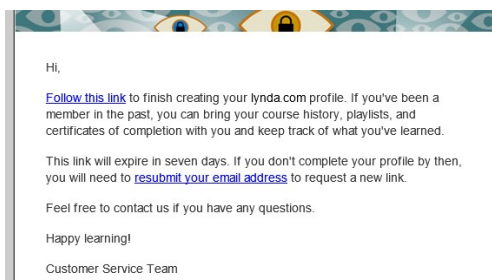 Hi,
Follow this link to finish creating your lynda.com profile. If you've been a
member in the past, you can bring your course history, playlists, and
certificates of completion with you and keep track of what you've learned.
This link will expire in seven days. If you don't complete your profile by then,
you will need to resubmit your email address to request a new link.
Feel free to contact us if you have any questions.
Happy learning!
Customer Service Team